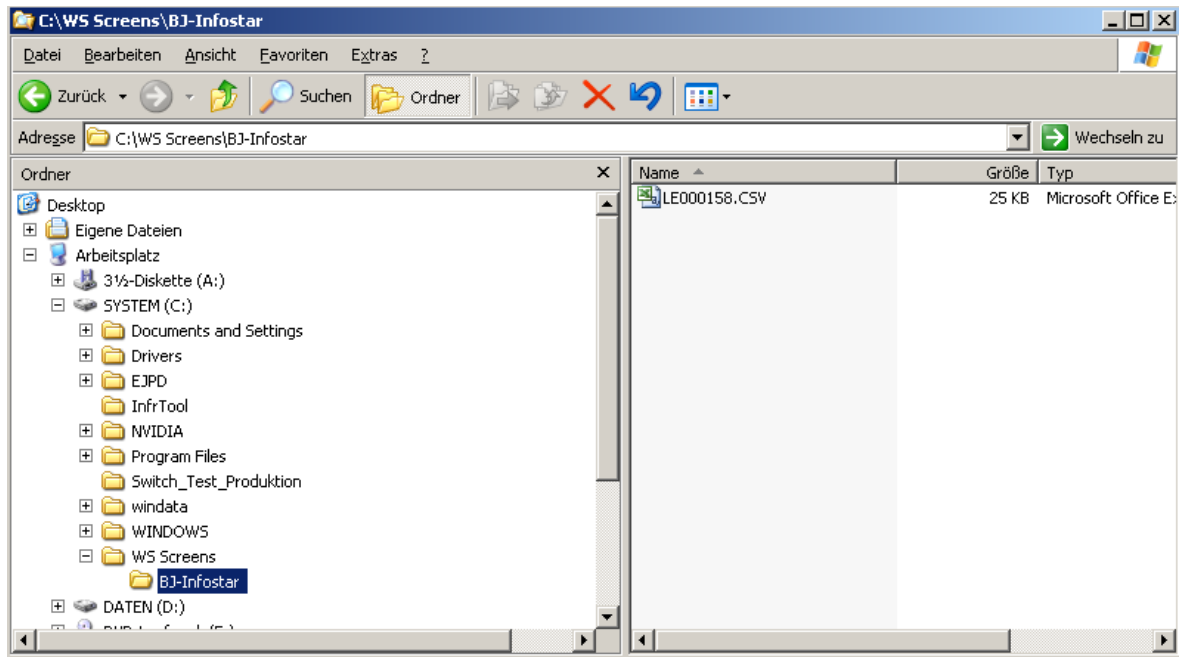 C:\WS Screens\BJ-Infostar
Datei Bearbeiten Ansicht Favoriten Extras ?
Zurück Suchen Ordner
Adresse C:\WS Screens\BJ-Infostar Wechseln zu
Ordner
Name Größe Typ
LE000158.CSV 25 KB Microsoft Office
Desktop
Eigene Dateien
Arbeitsplatz
3½-Diskette (A:)
SYSTEM (C:)
Documents and Settings
Drivers
EJPD
InfrTool
NVIDIA
Program Files
Switch_Test_Produktion
windata
WINDOWS
WS Screens
BJ-Infostar
DATEN (D:)